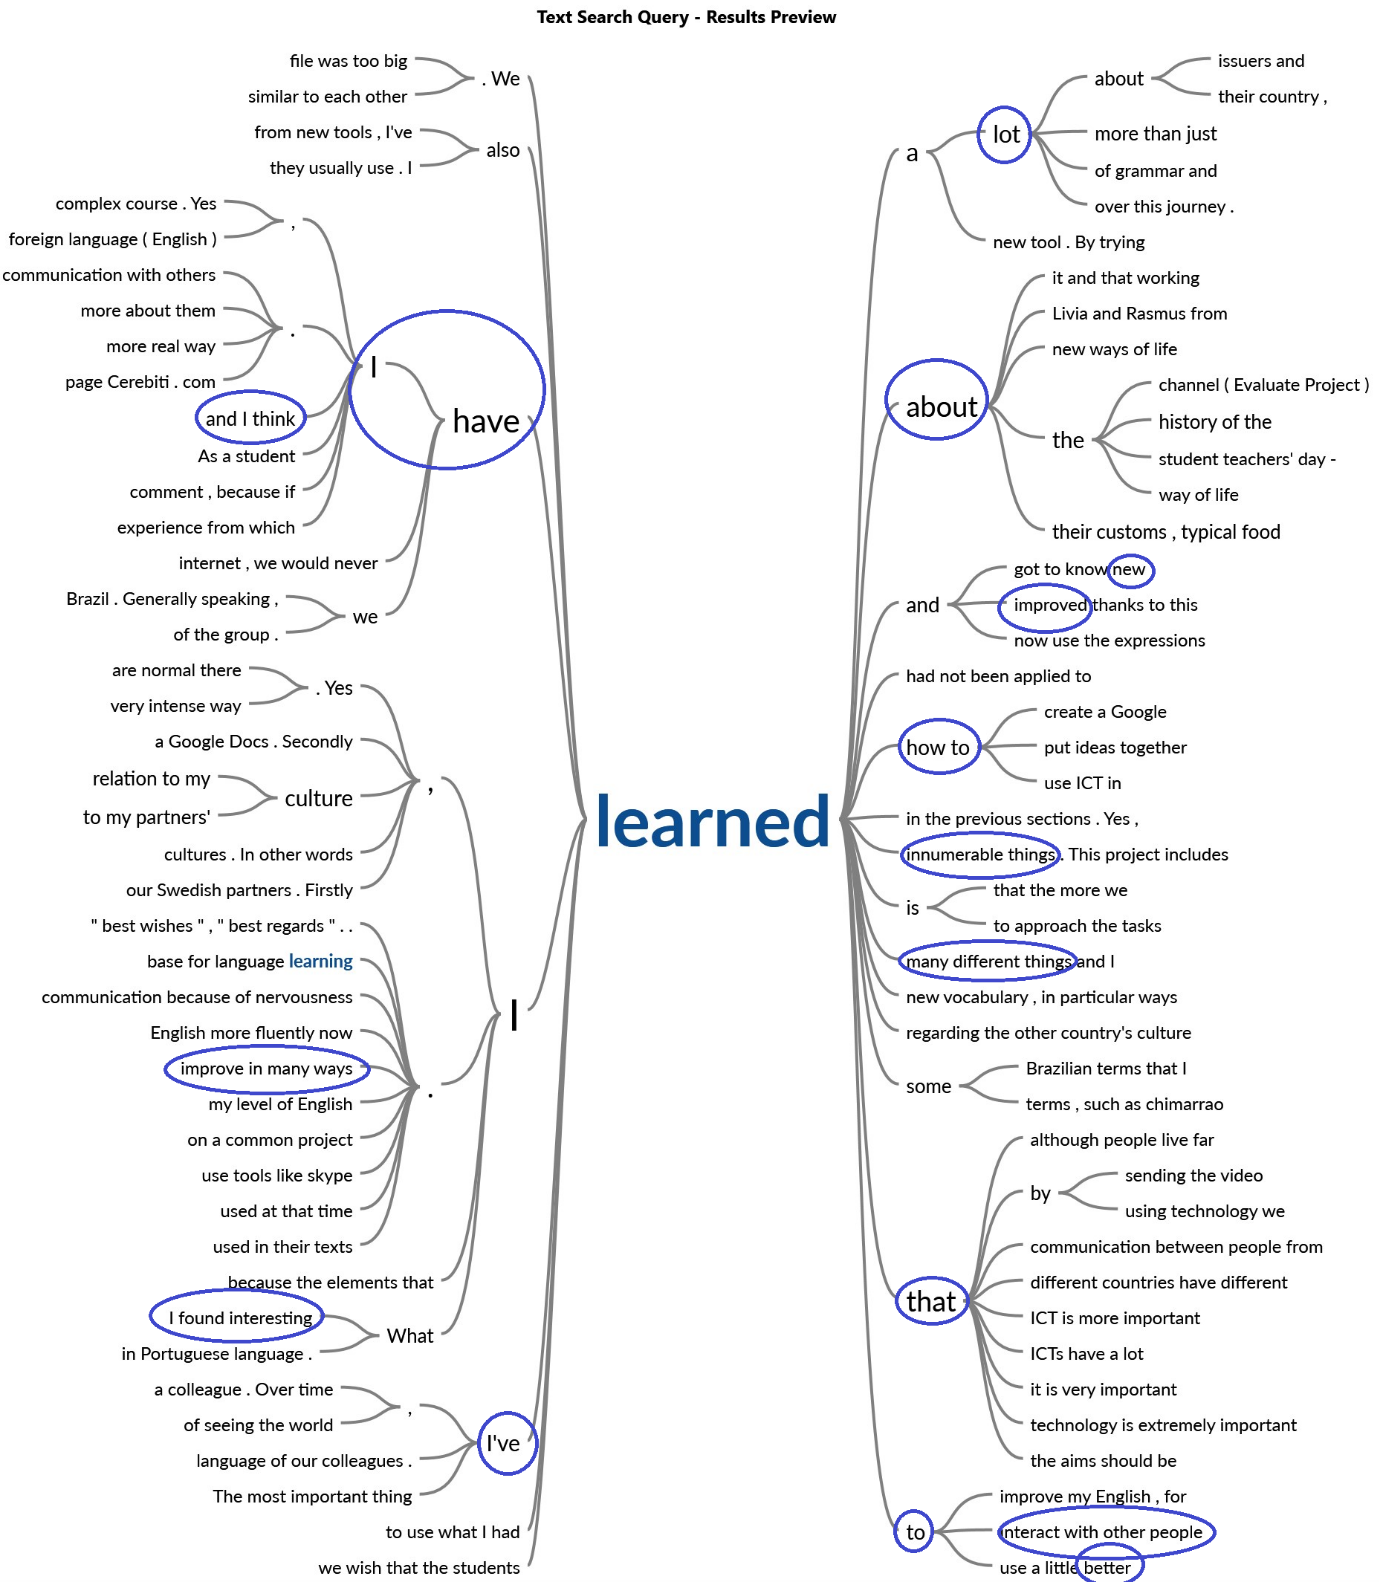 Text Search Query - Results Preview
file was too big
similar to each other
. We
from new tools , I've
they usually use . I
also
complex course . Yes
foreign language ( English )
,
communication with others
more about them
more real way
page Cerebiti . com
.
and I think
As a student
comment , because if
experience from which
I
internet , we would never
Brazil . Generally speaking ,
of the group .
we
have
are normal there
very intense way
. Yes
a Google Docs . Secondly
relation to my
to my partners'
culture
cultures . In other words
our Swedish partners . Firstly
,
" best wishes " , " best regards " . .
base for language learning
communication because of nervousness
English more fluently now
improve in many ways
my level of English
on a common project
use tools like skype
used at that time
used in their texts
.
because the elements that
I found interesting
in Portuguese language .
What
I
a colleague . Over time
of seeing the world
,
language of our colleagues .
The most important thing
I've
to use what I had
we wish that the students
learned
a
lot
about
issuers and
their country ,
more than just
of grammar and
over this journey .
new tool . By trying
about
it and that working
Livia and Rasmus from
new ways of life
the
channel ( Evaluate Project )
history of the
student teachers' day -
way of life
their customs , typical food
and
got to know new
improved thanks to this
now use the expressions
had not been applied to
how to
create a Google
put ideas together
use ICT in
in the previous sections . Yes ,
innumerable things . This project includes
is
that the more we
to approach the tasks
many different things and I
new vocabulary , in particular ways
regarding the other country's culture
some
Brazilian terms that I
terms , such as chimarrao
that
although people live far
by
sending the video
using technology we
communication between people from
different countries have different
ICT is more important
ICTs have a lot
it is very important
technology is extremely important
the aims should be
to
improve my English , for
interact with other people
use a little better